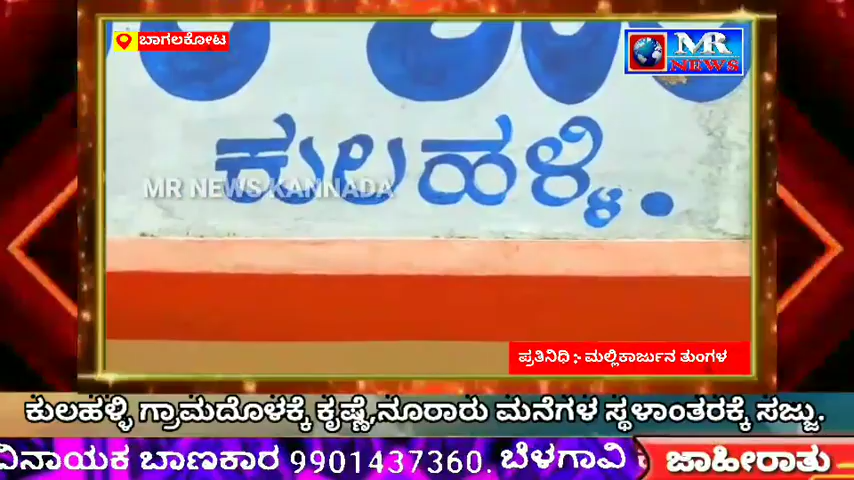 ಬಾಗಲಕೋಟ
MR
NEWS
ಕುಲಹಳ್ಳಿ.
MR NEWS KANNADA
ಪ್ರತಿನಿಧಿ :- ಮಲ್ಲಿಕಾರ್ಜುನ ತುಂಗಳ
ಕುಲಹಳ್ಳಿ ಗ್ರಾಮದೊಳಕ್ಕೆ ಕೃಷ್ಣೆ,ನೂರಾರು ಮನೆಗಳ ಸ್ಥಳಾಂತರಕ್ಕೆ ಸಜ್ಜು.
ವಿನಾಯಕ ಬಾಣಕಾರ 9901437360. ಬೆಳಗಾವಿ
ಜಾಹೀರಾತು